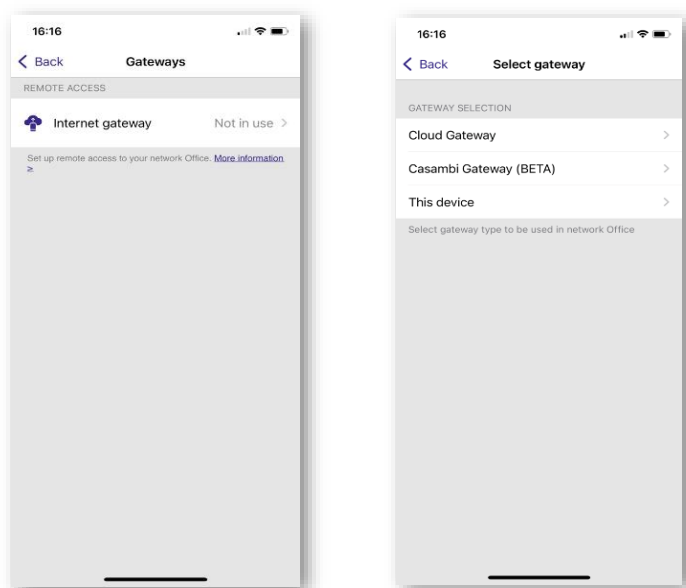 16:16
Back
Gateways
REMOTE ACCESS
Internet gateway
Not in use >
Set up remote access to your network Office. More information
>
16:16
Back
Select gateway
GATEWAY SELECTION
Cloud Gateway >
Casambi Gateway (BETA) >
This device >
Select gateway type to be used in network Office